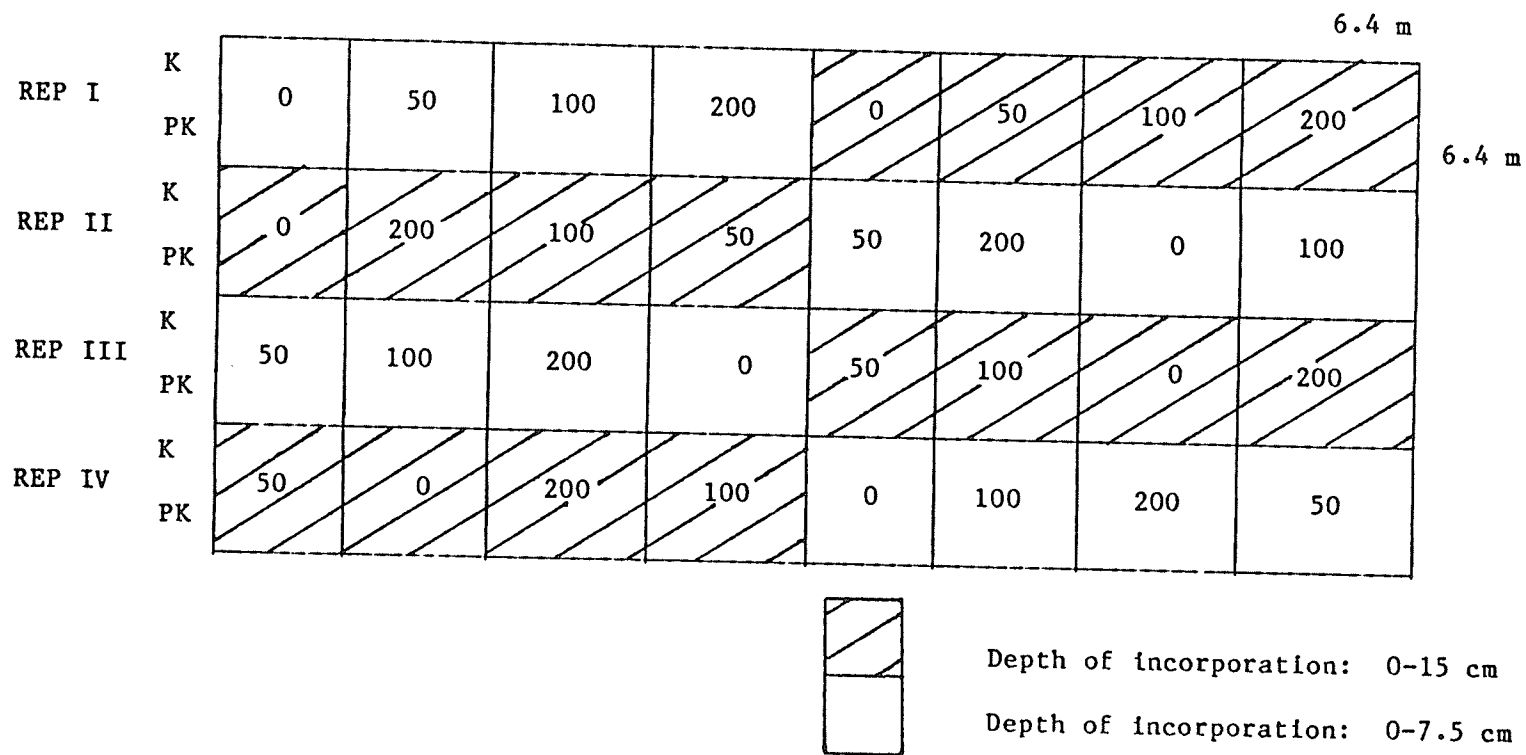 6.4 m
K
REP I 0 50 100 200 0 50 100 200
PK
6.4 m
K
REP II 0 200 100 50 50 200 0 100
PK
K
REP III 50 100 200 0 50 100 0 200
PK
K
REP IV 50 0 200 100 0 100 200 50
PK
Depth of incorporation: 0-15 cm
Depth of incorporation: 0-7.5 cm